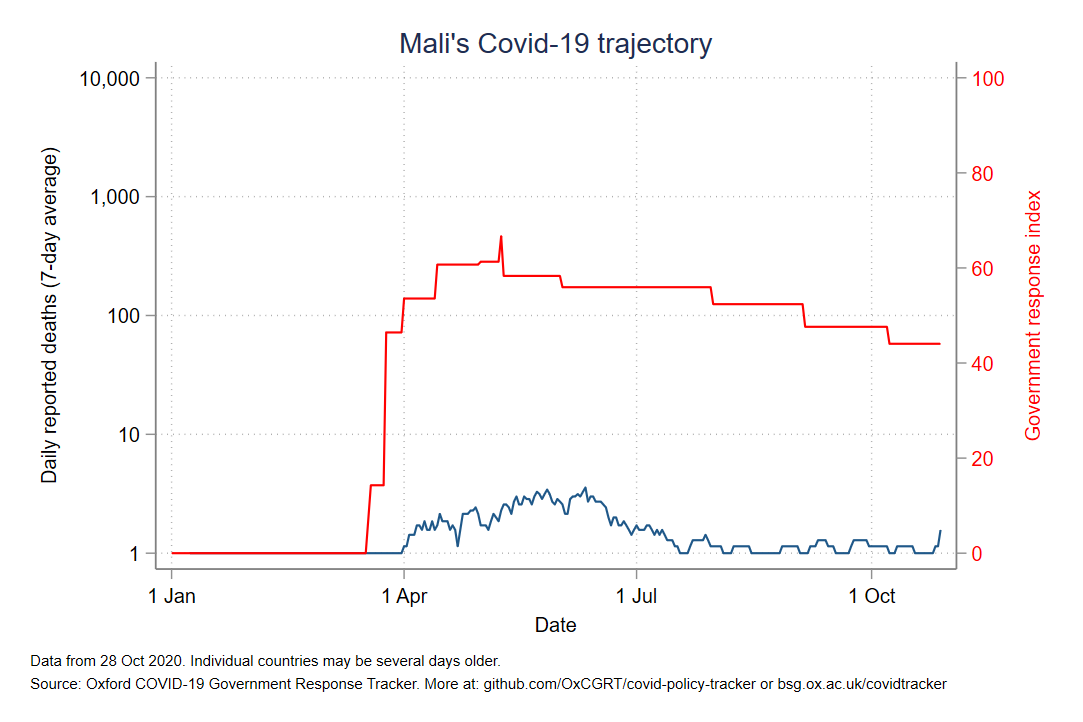 Mali's Covid-19 trajectory
10,000
1,000
100
10
1
Daily reported deaths (7-day average)
100
80
60
40
20
0
Government response index
1 Jan
1 Apr
1 Jul
1 Oct
Date
Data from 28 Oct 2020. Individual countries may be several days older.
Source: Oxford COVID-19 Government Response Tracker. More at: github.com/OxCGRT/covid-policy-tracker or bsg.ox.ac.uk/covidtracker